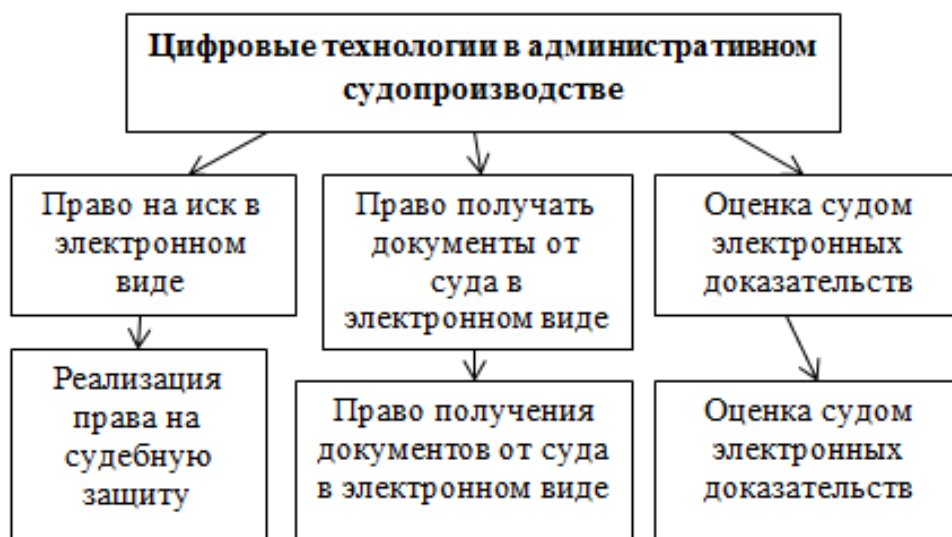 Цифровые технологии в административном
судопроизводстве
Право на иск в
электронном
виде
Право получать
документы от
суда в
электронном виде
Оценка судом
электронных
доказательств
Реализация
права на
судебную
защиту
Право получения
документов от суда
в электронном виде
Оценка судом
электронных
доказательств